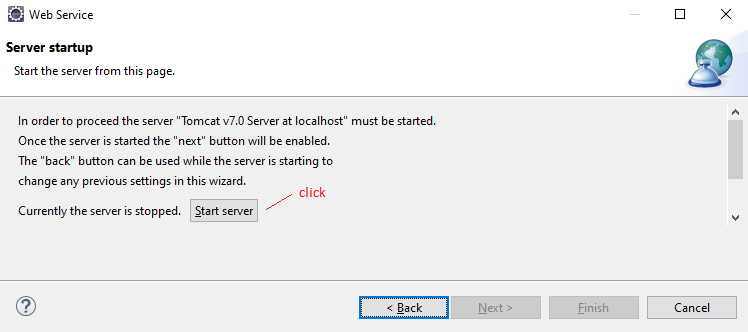 Web Service
Server startup
Start the server from this page.
In order to proceed the server "Tomcat v7.0 Server at localhost" must be started.
Once the server is started the "next" button will be enabled.
The "back" button can be used while the server is starting to
change any previous settings in this wizard.
click
Currently the server is stopped. Start server
? < Back Next > Finish Cancel